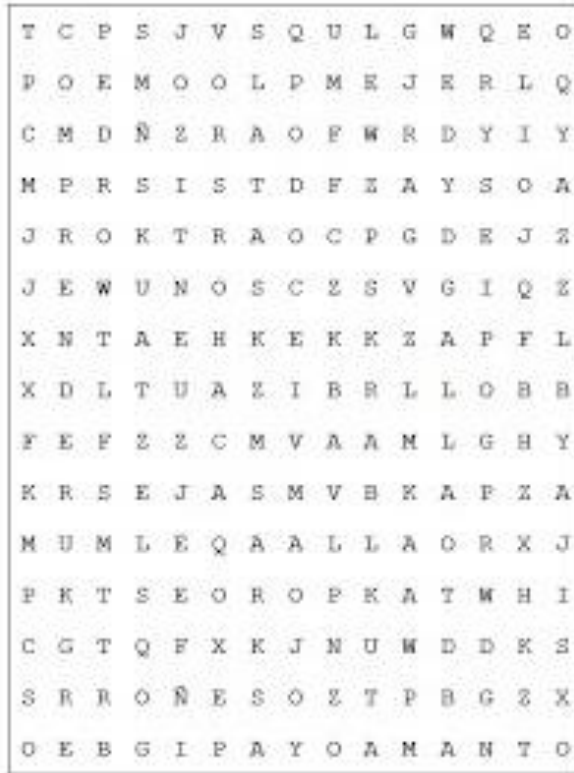 T C P S J V S Q U L G W Q E O
P O E M O O L P M E J E R L Q
C M D Ñ Z R A O F W R D Y I Y
M P R S I S T D F Z A Y S O A
J R O K T R A O C P G D E J Z
J E W U N O S C Z S V G I Q Z
X N T A E H K E K K Z A P F L
X D L T U A Z I B R L L O B B
F E F Z Z C M V A A M L G H Y
K R S E J A S M V B K A P Z A
M U M L E Q A A L L A O R X J
P K T S E O R O P K A T W H I
C G T Q F X K J N U W D D K S
S R R O Ñ E S O Z T P B G Z X
O E B G I P A Y O A M A N T O